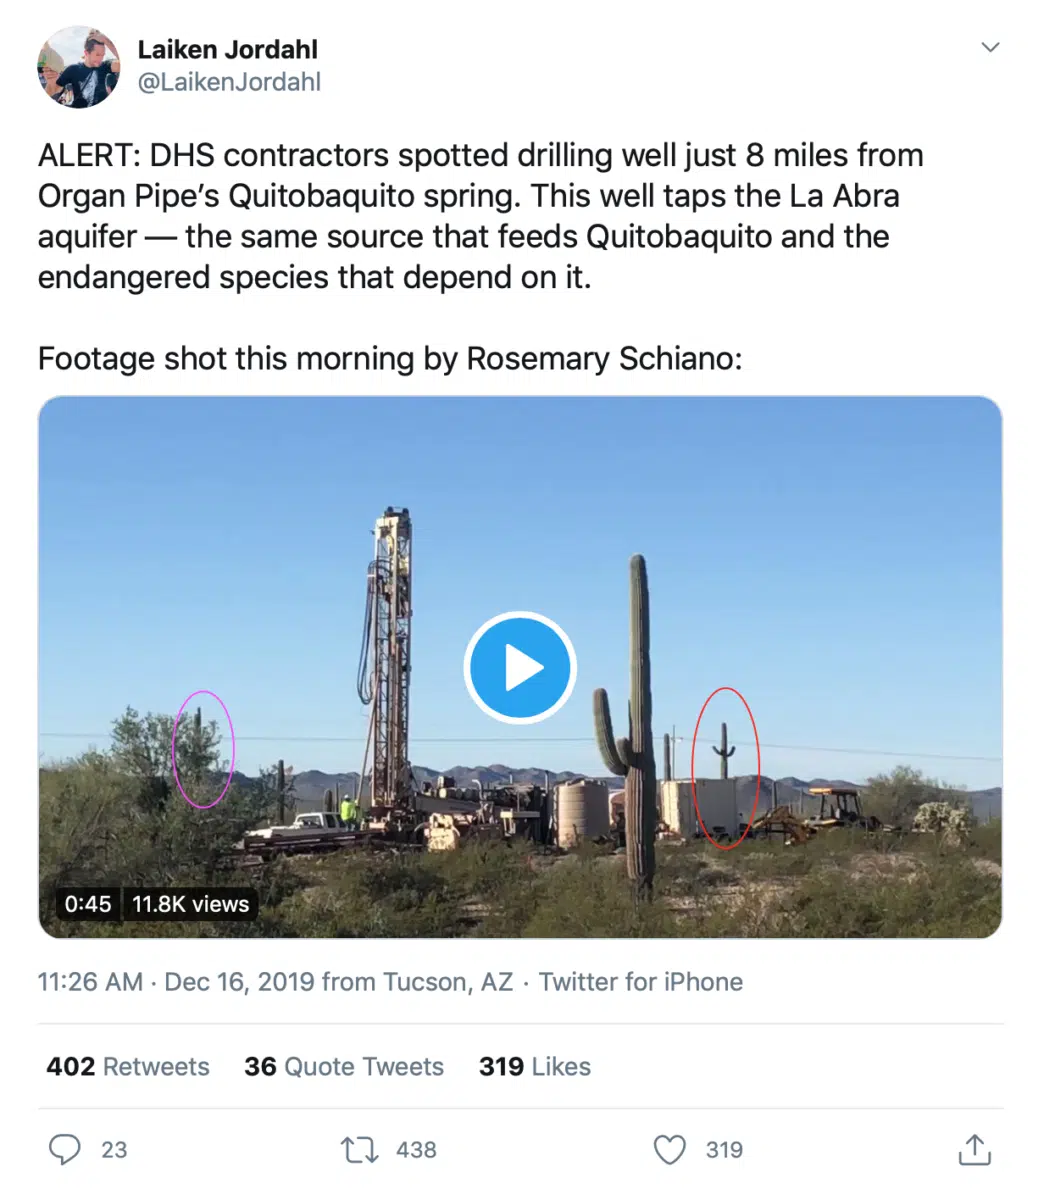 Laiken Jordahl
@LaikenJordahl
ALERT: DHS contractors spotted drilling well just 8 miles from
Organ Pipe’s Quitobaquito spring. This well taps the La Abra
aquifer — the same source that feeds Quitobaquito and the
endangered species that depend on it.
Footage shot this morning by Rosemary Schiano:
0:45 11.8K views
11:26 AM · Dec 16, 2019 from Tucson, AZ · Twitter for iPhone
402 Retweets 36 Quote Tweets 319 Likes
23 438 319